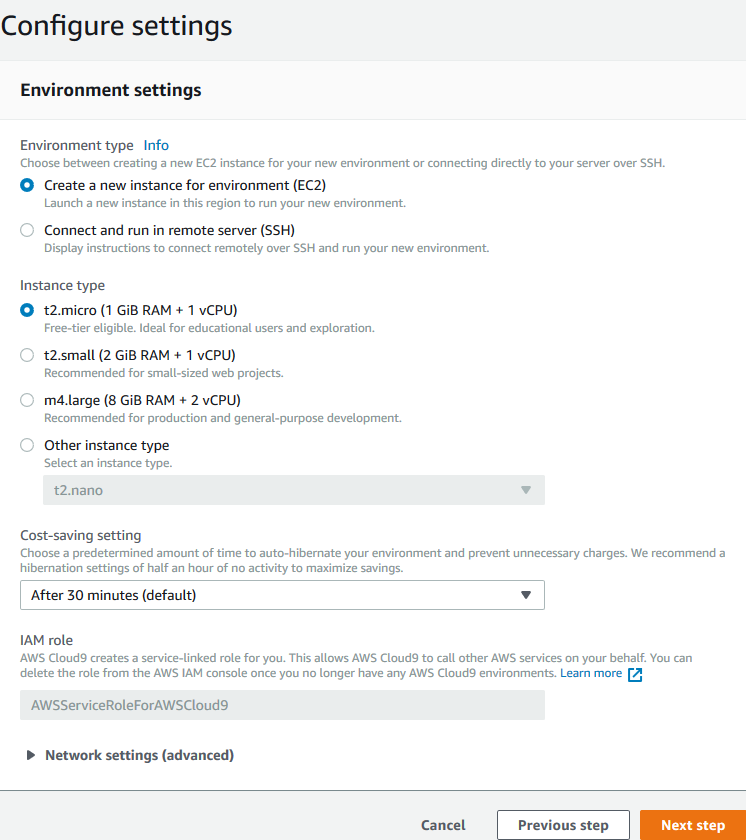 Configure settings
Environment settings
Environment type Info
Choose between creating a new EC2 instance for your new environment or connecting directly to your server over SSH.
Create a new instance for environment (EC2)
Launch a new instance in this region to run your new environment.
Connect and run in remote server (SSH)
Display instructions to connect remotely over SSH and run your new environment.
Instance type
t2.micro (1 GiB RAM + 1 vCPU)
Free-tier eligible. Ideal for educational users and exploration.
t2.small (2 GiB RAM + 1 vCPU)
Recommended for small-sized web projects.
m4.large (8 GiB RAM + 2 vCPU)
Recommended for production and general-purpose development.
Other instance type
Select an instance type.
t2.nano
Cost-saving setting
Choose a predetermined amount of time to auto-hibernate your environment and prevent unnecessary charges. We recommend a
hibernation settings of half an hour of no activity to maximize savings.
After 30 minutes (default)
IAM role
AWS Cloud9 creates a service-linked role for you. This allows AWS Cloud9 to call other AWS services on your behalf. You can
delete the role from the AWS IAM console once you no longer have any AWS Cloud9 environments. Learn more
AWSServiceRoleForAWSCloud9
Network settings (advanced)
Cancel Previous step Next step